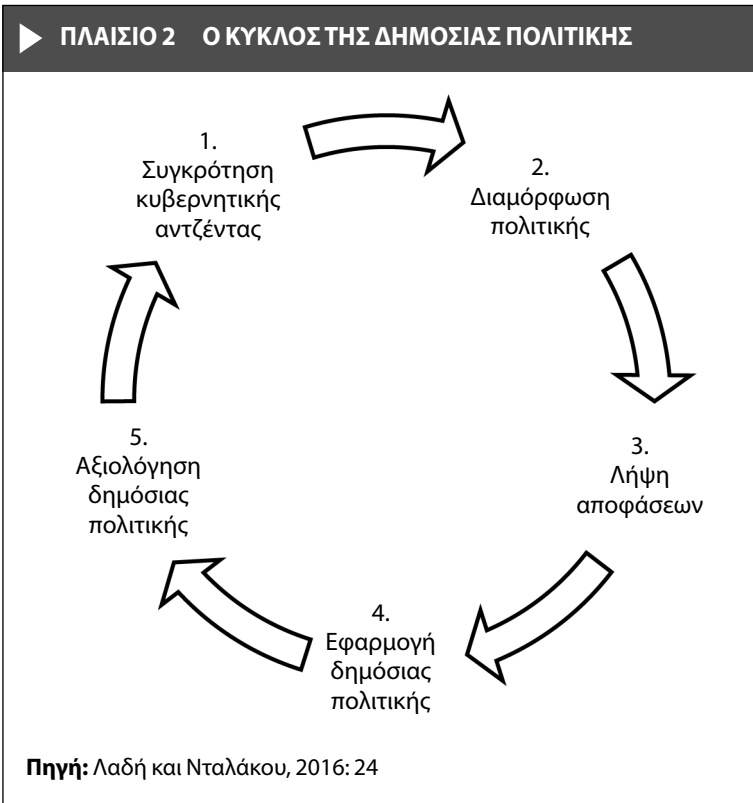 ΠΛΑΙΣΙΟ 2 Ο ΚΥΚΛΟΣ ΤΗΣ ΔΗΜΟΣΙΑΣ ΠΟΛΙΤΙΚΗΣ
1.
Συγκρότηση
κυβερνητικής
αντζέντας
2.
Διαμόρφωση
πολιτικής
3.
Λήψη
αποφάσεων
4.
Εφαρμογή
δημόσιας
πολιτικής
5.
Αξιολόγηση
δημόσιας
πολιτικής
Πηγή: Λαδή και Νταλάκου, 2016: 24